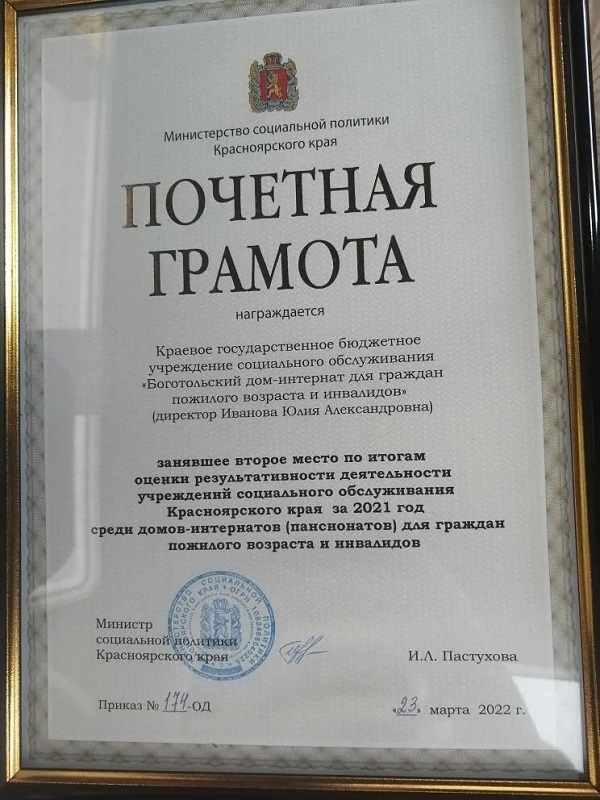 Министерство социальной политики
Красноярского края
ПОЧЕТНАЯ
ГРАМОТА
награждается
Краевое государственное бюджетное
учреждение социального обслуживания
«Боготольский дом-интернат для граждан
пожилого возраста и инвалидов»
(директор Иванова Юлия Александровна)
занявшее второе место по итогам
оценки результативности деятельности
учреждений социального обслуживания
Красноярского края за 2021 год
среди домов-интернатов (пансионатов) для граждан
пожилого возраста и инвалидов
Министр
социальной политики
Красноярского края
И.Л. Пастухова
Приказ № 174-ОД
«23» марта 2022 г.